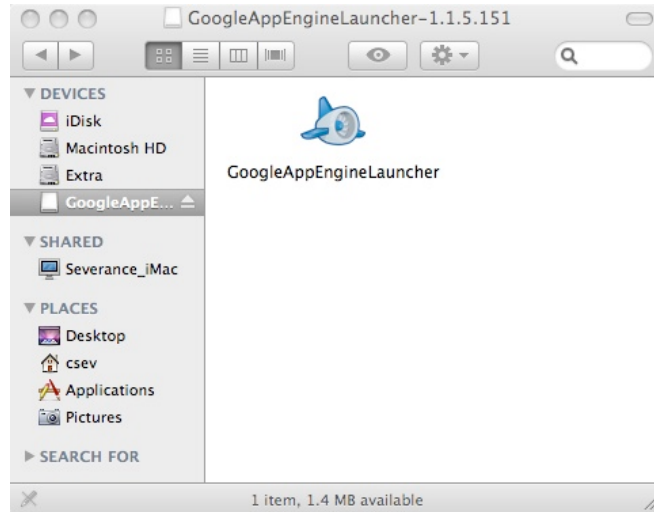 GoogleAppEngineLauncher-1.1.5.151
DEVICES
iDisk
Macintosh HD
Extra
GoogleAppE...
SHARED
Severance_iMac
PLACES
Desktop
csev
Applications
Pictures
SEARCH FOR
GoogleAppEngineLauncher
1 item, 1.4 MB available